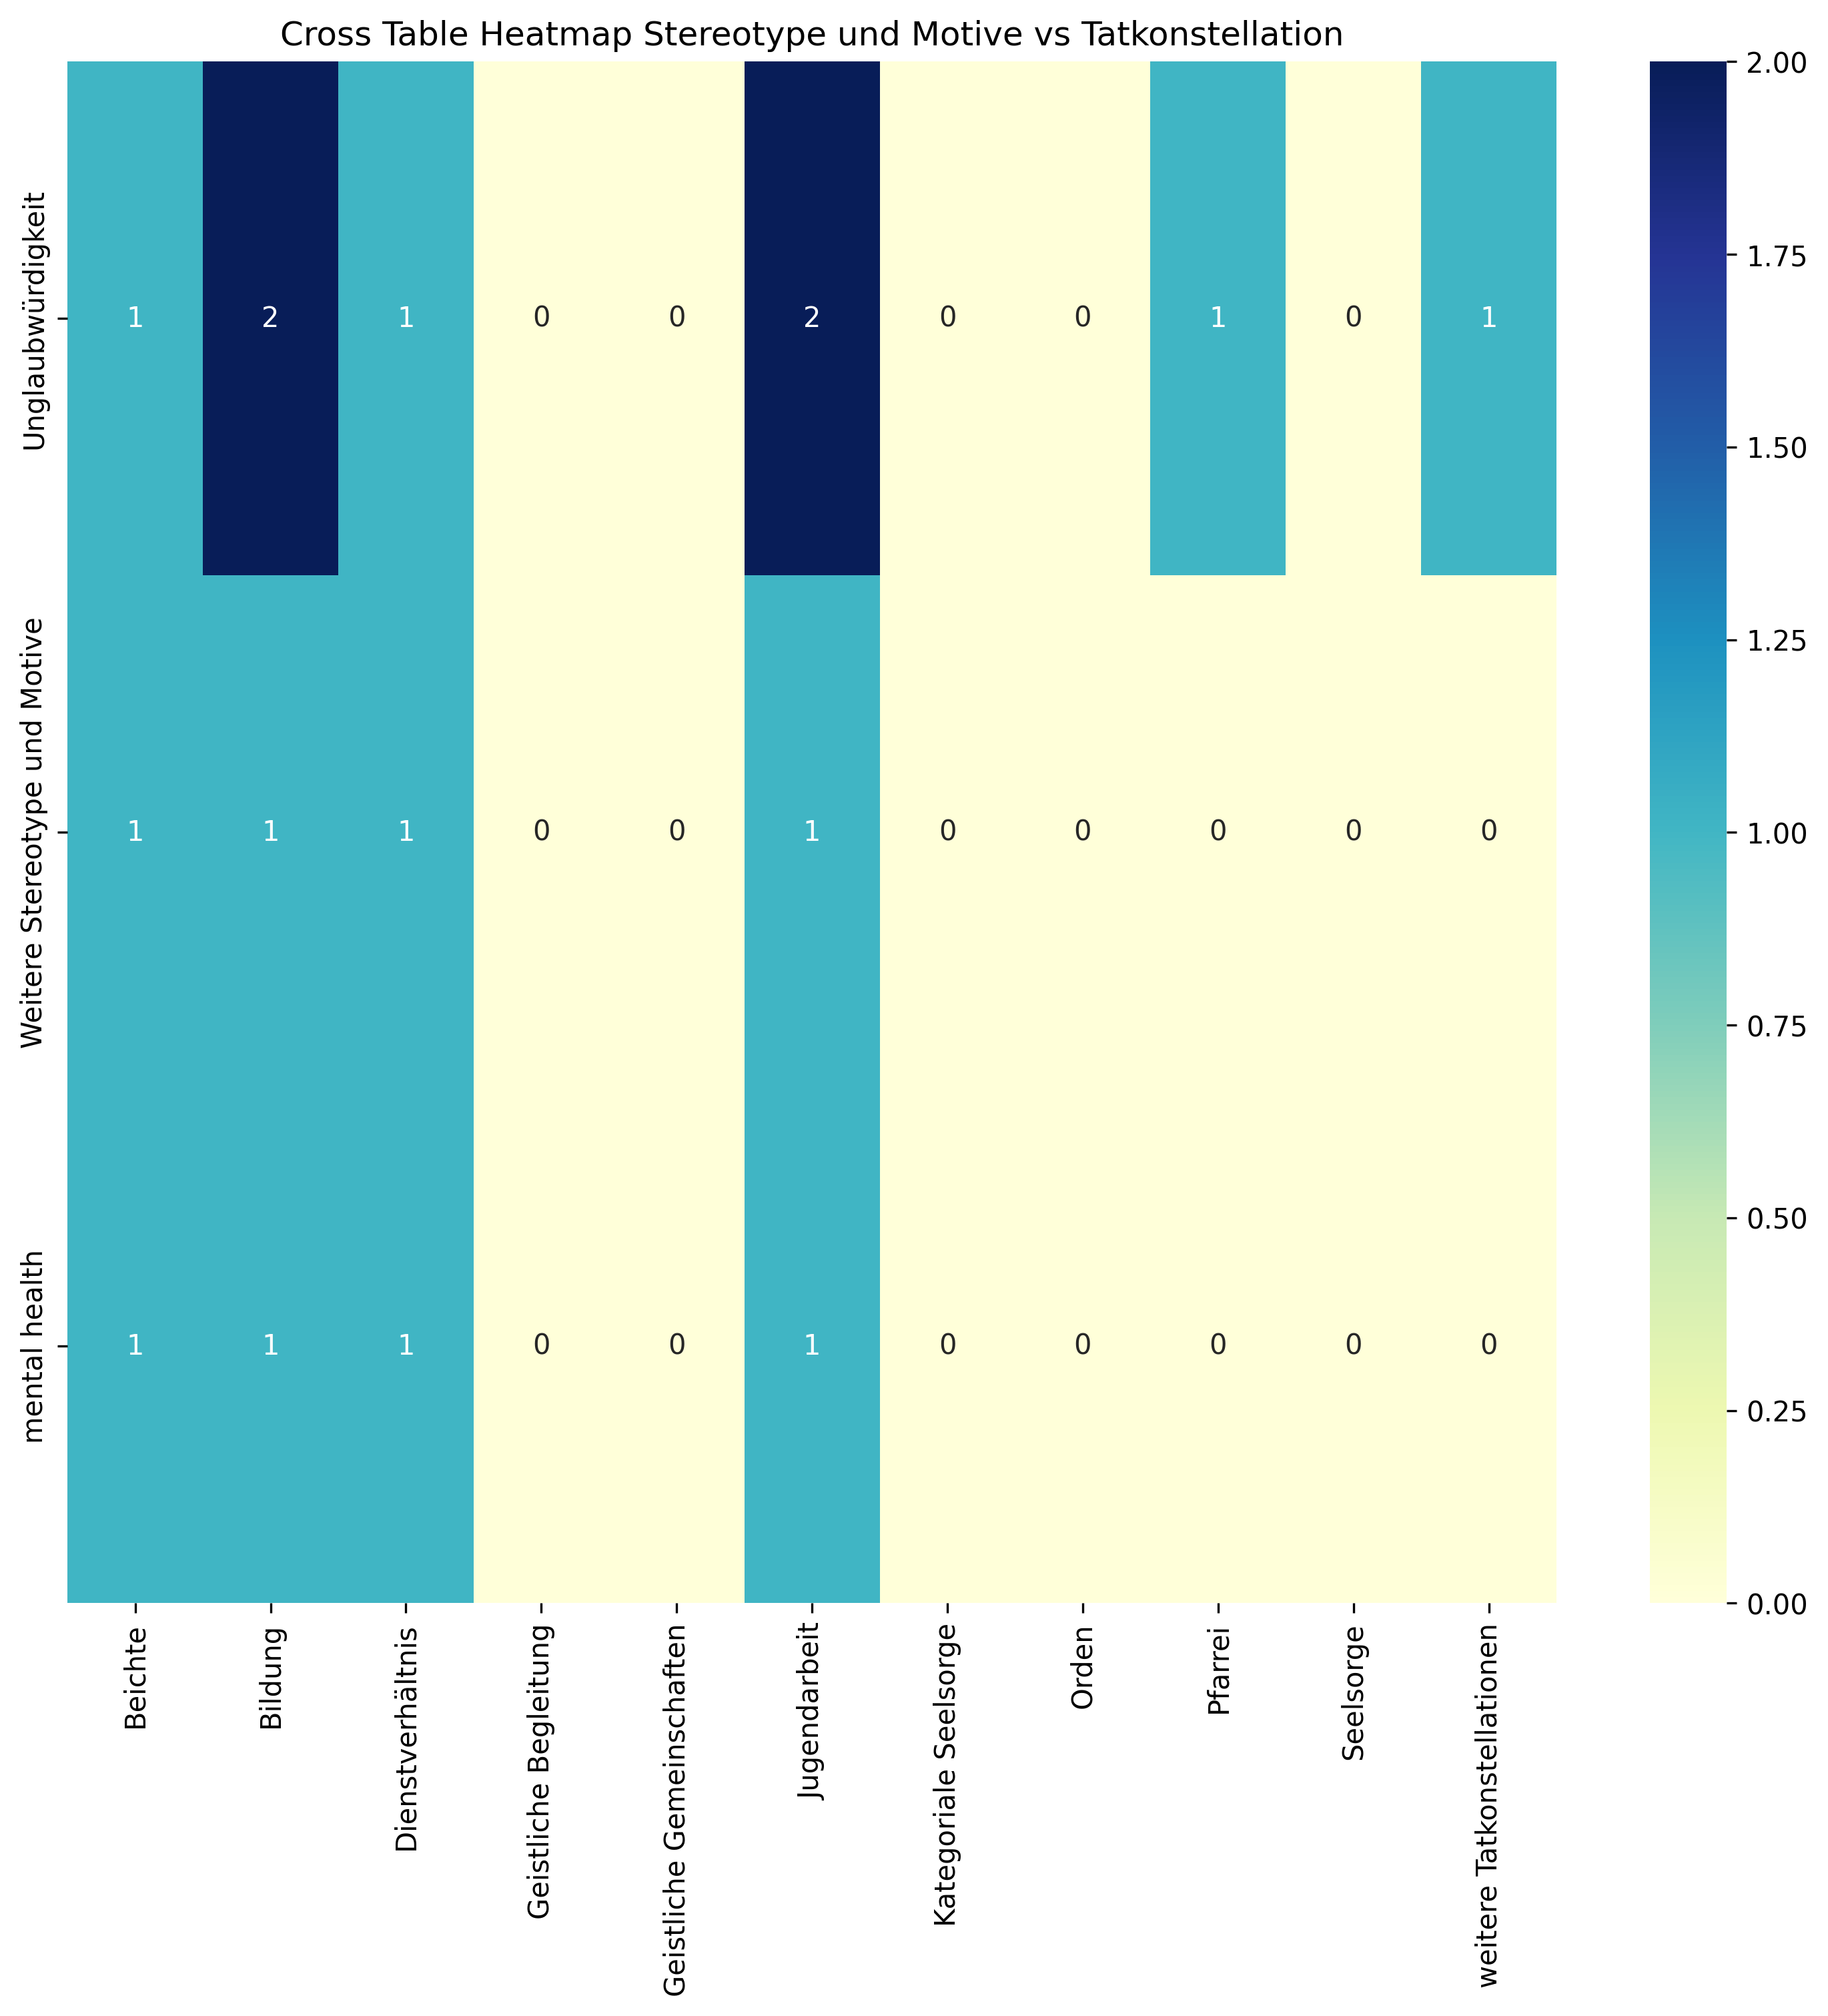 Cross Table Heatmap Stereotype und Motive vs Tatkonstellation
Unglaubwürdigkeit
1 2 1 0 0 2 0 0 1 0 1
Weitere Stereotype und Motive
1 1 1 0 0 1 0 0 0 0 0
mental health
1 1 1 0 0 1 0 0 0 0 0
Beichte
Bildung
Dienstverhältnis
Geistliche Begleitung
Geistliche Gemeinschaften
Jugendarbeit
Kategoriale Seelsorge
Orden
Pfarrei
Seelsorge
weitere Tatkonstellationen
2.00
1.75
1.50
1.25
1.00
0.75
0.50
0.25
0.00